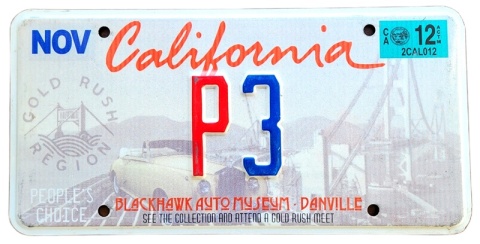 NOV California CA 12 CTM
2CAL012
GOLD RUSH
REGION
P3
PEOPLE'S
CHOICE
BLACKHAWK AUTO MUSEUM · DANVILLE
SEE THE COLLECTION AND ATTEND A GOLD RUSH MEET